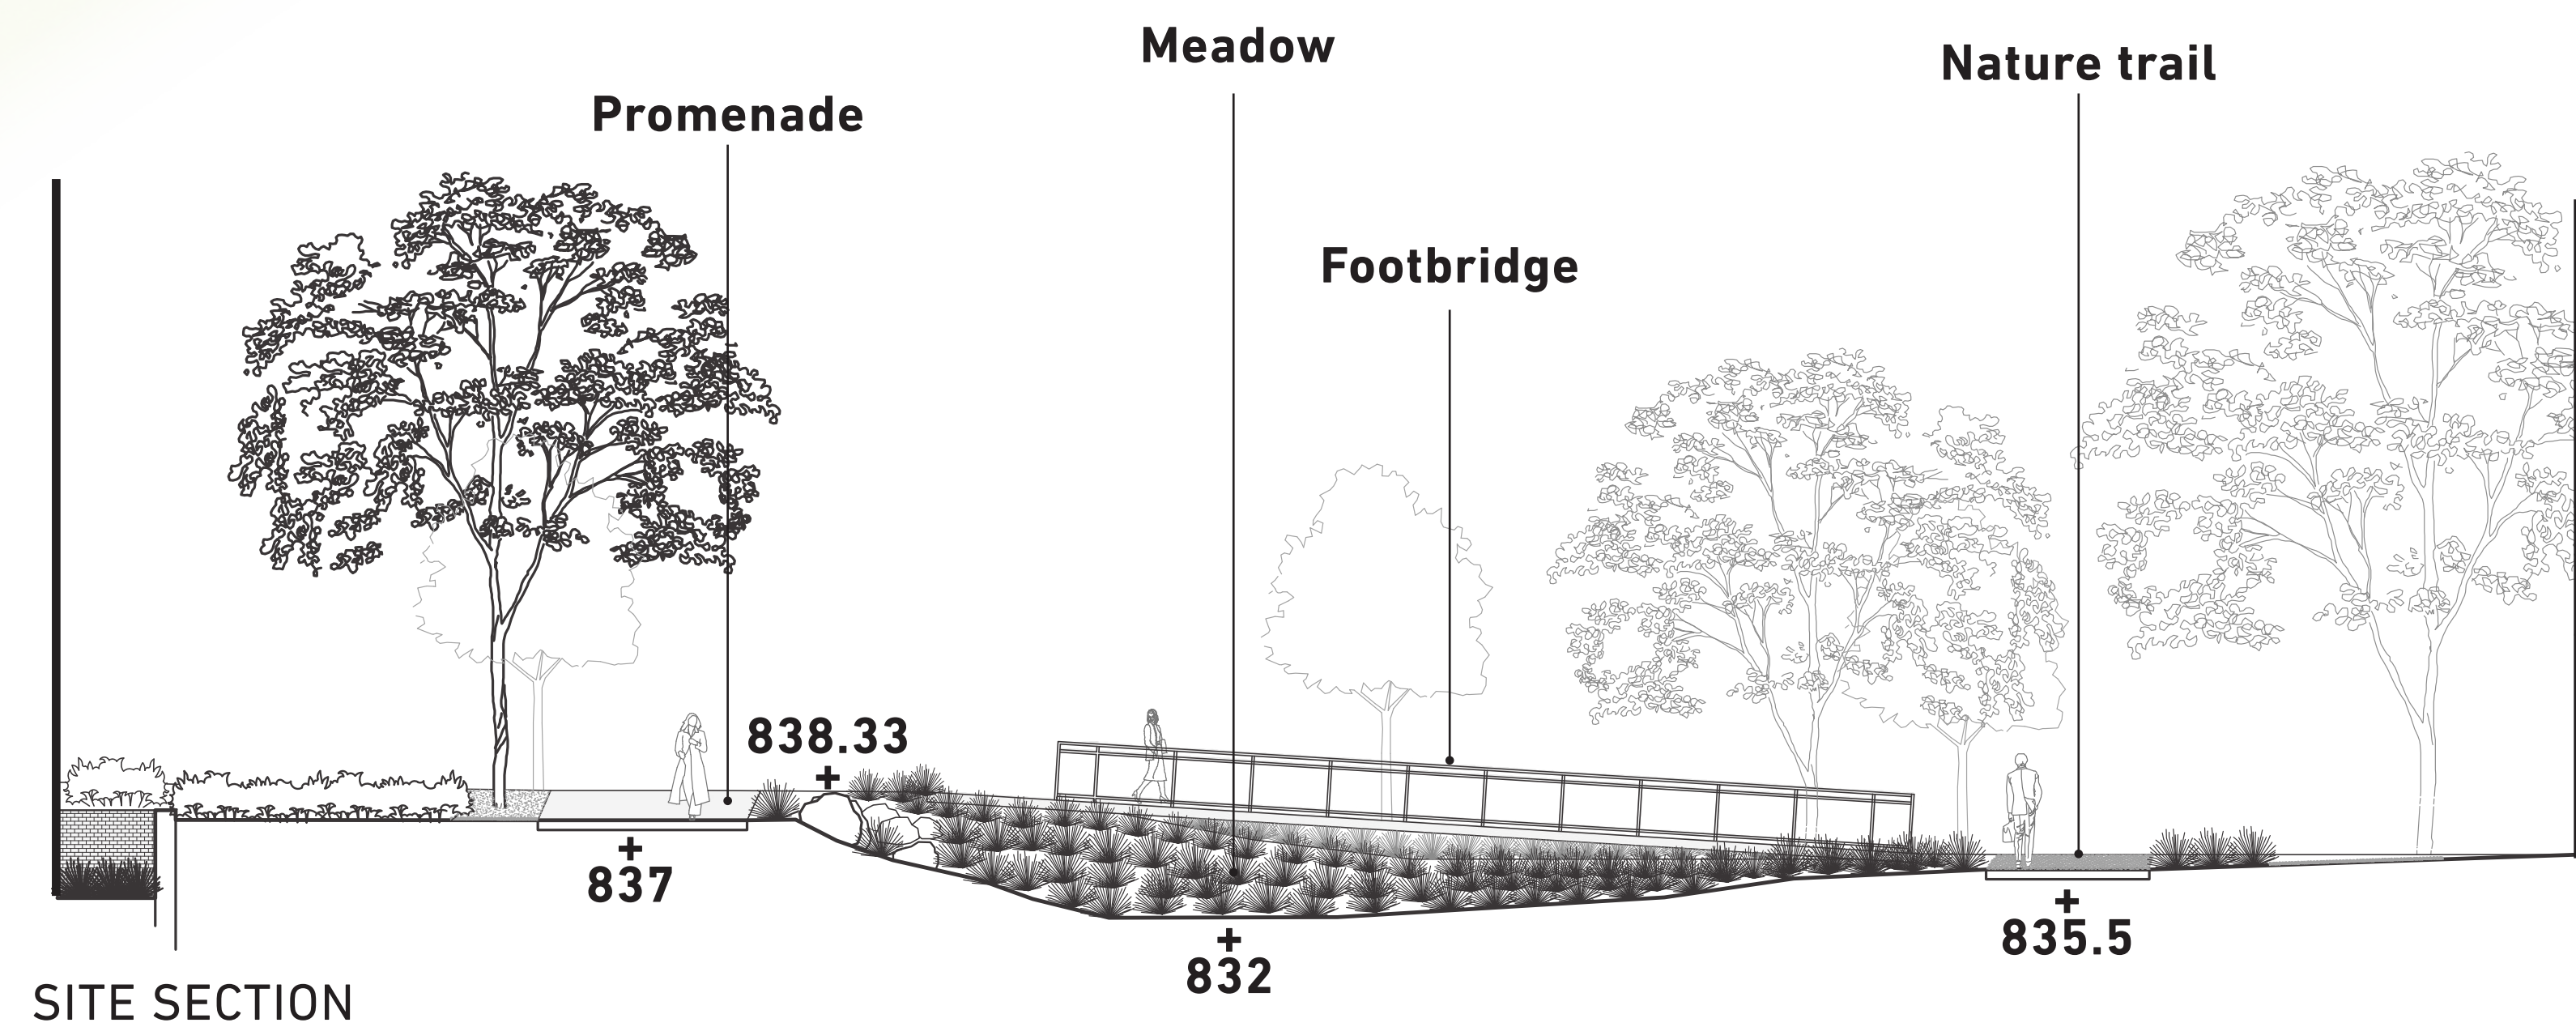 Meadow
Nature trail
Promenade
Footbridge
838.33
+
+
837
+
835.5
+
832
SITE SECTION